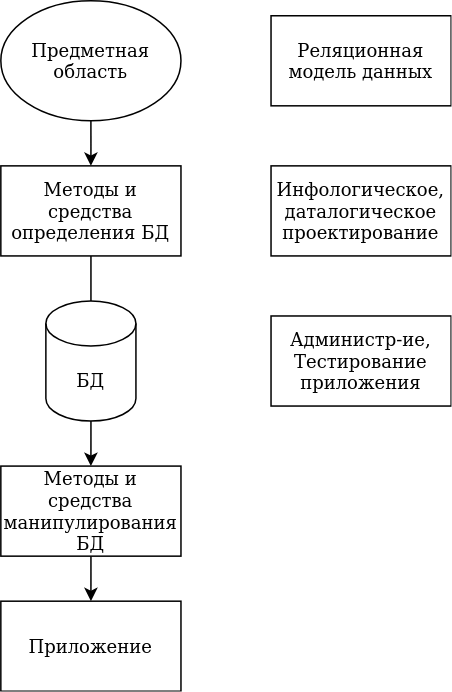 Предметная
область
Реляционная
модель данных
Методы и
средства
определения БД
Инфологическое,
даталогическое
проектирование
БД
Администр-ие,
Тестирование
приложения
Методы и
средства
манипулирования
БД
Приложение